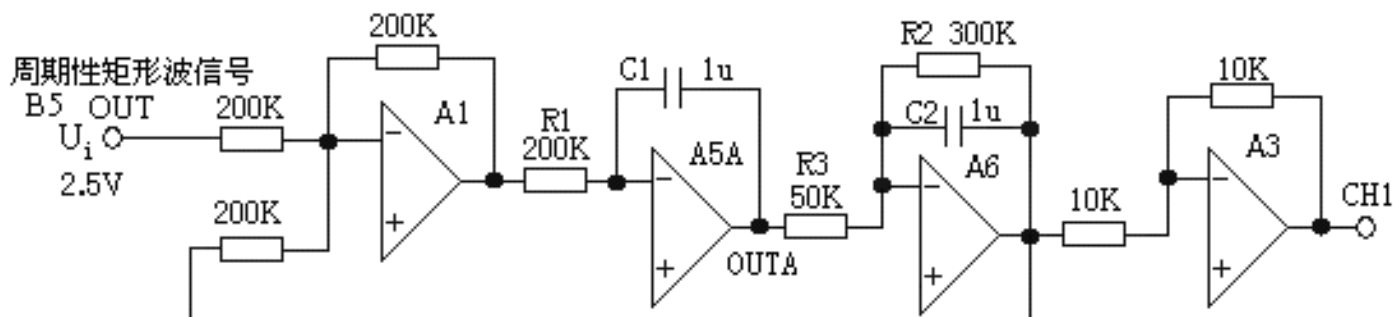 200K
周期性矩形波信号
B5 OUT
Ui
2.5V
200K
200K
A1
R1
200K
C1
1u
A5A
OUTA
R3
50K
R2 300K
C2
1u
A6
10K
10K
A3
CH1